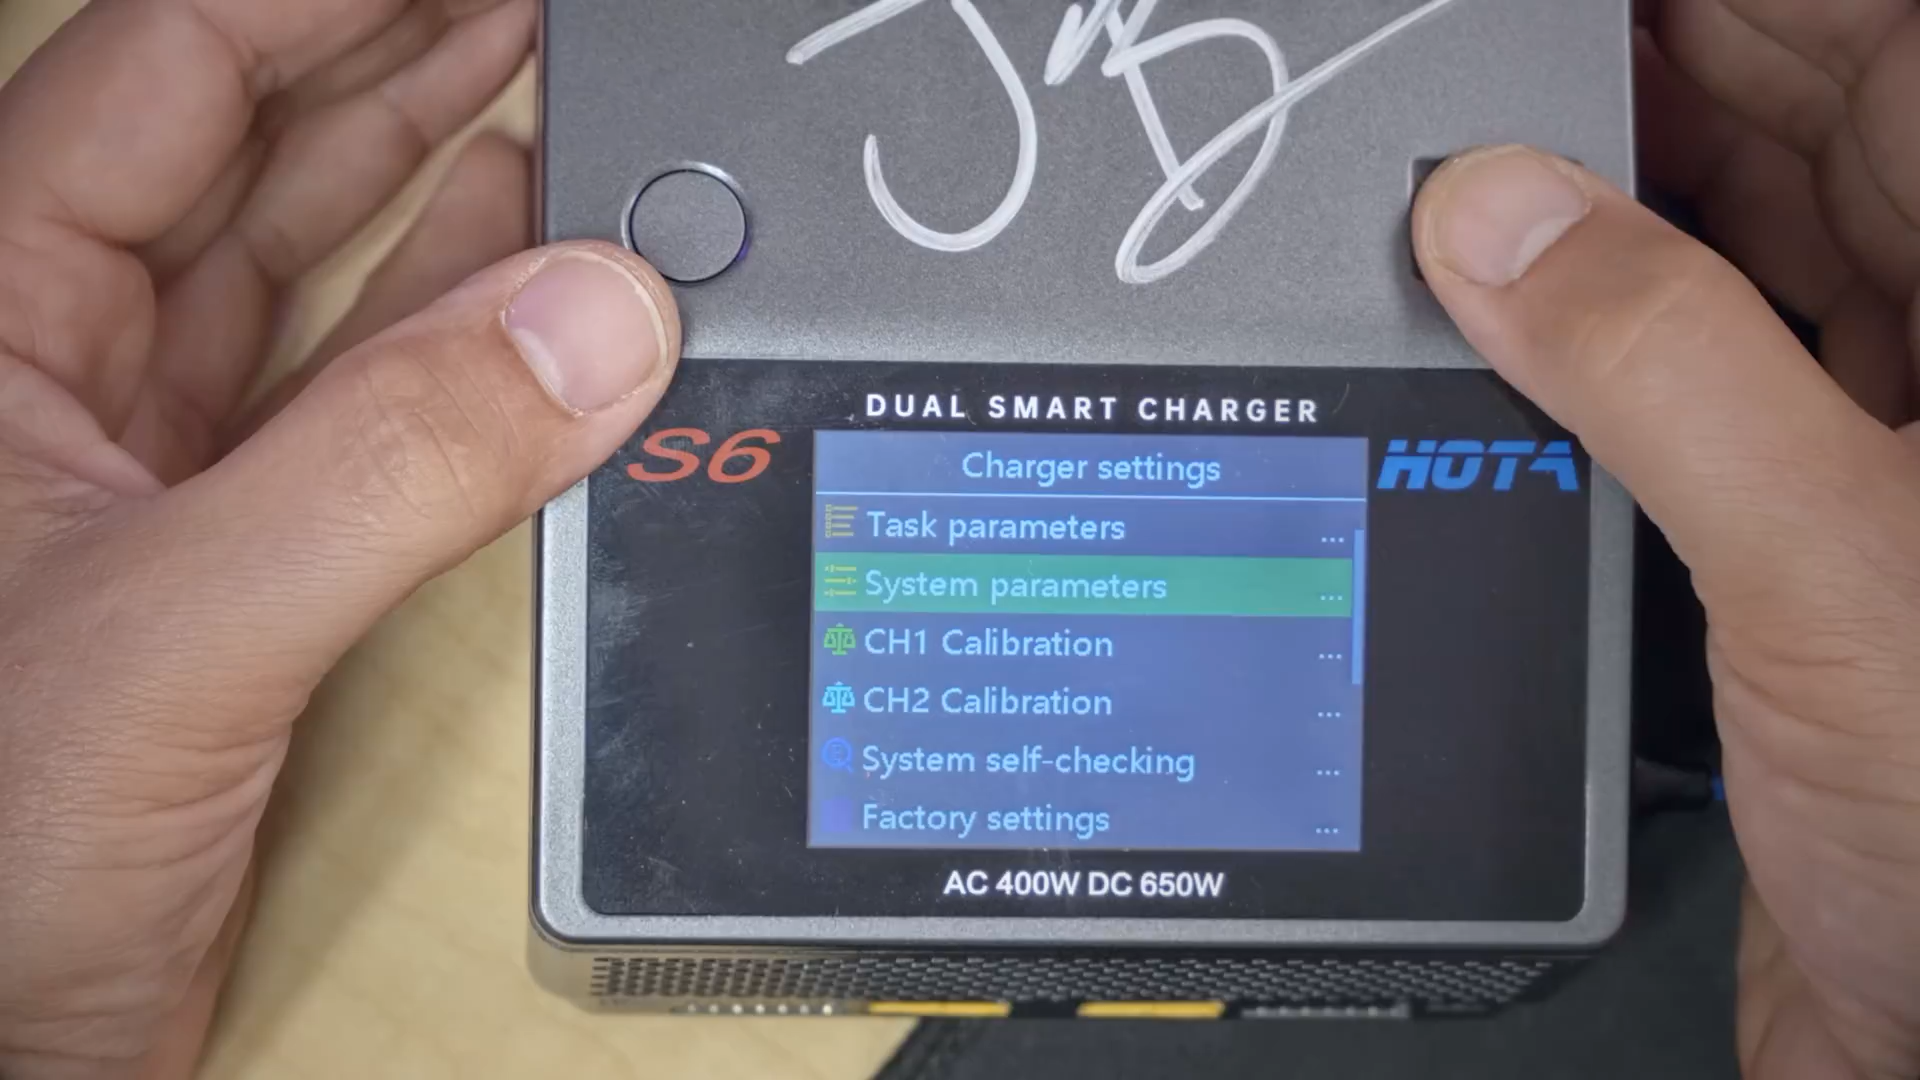 DUAL SMART CHARGER
S6
HOTA
Charger settings
Task parameters ...
System parameters ...
CH1 Calibration ...
CH2 Calibration ...
System self-checking ...
Factory settings ...
AC 400W DC 650W